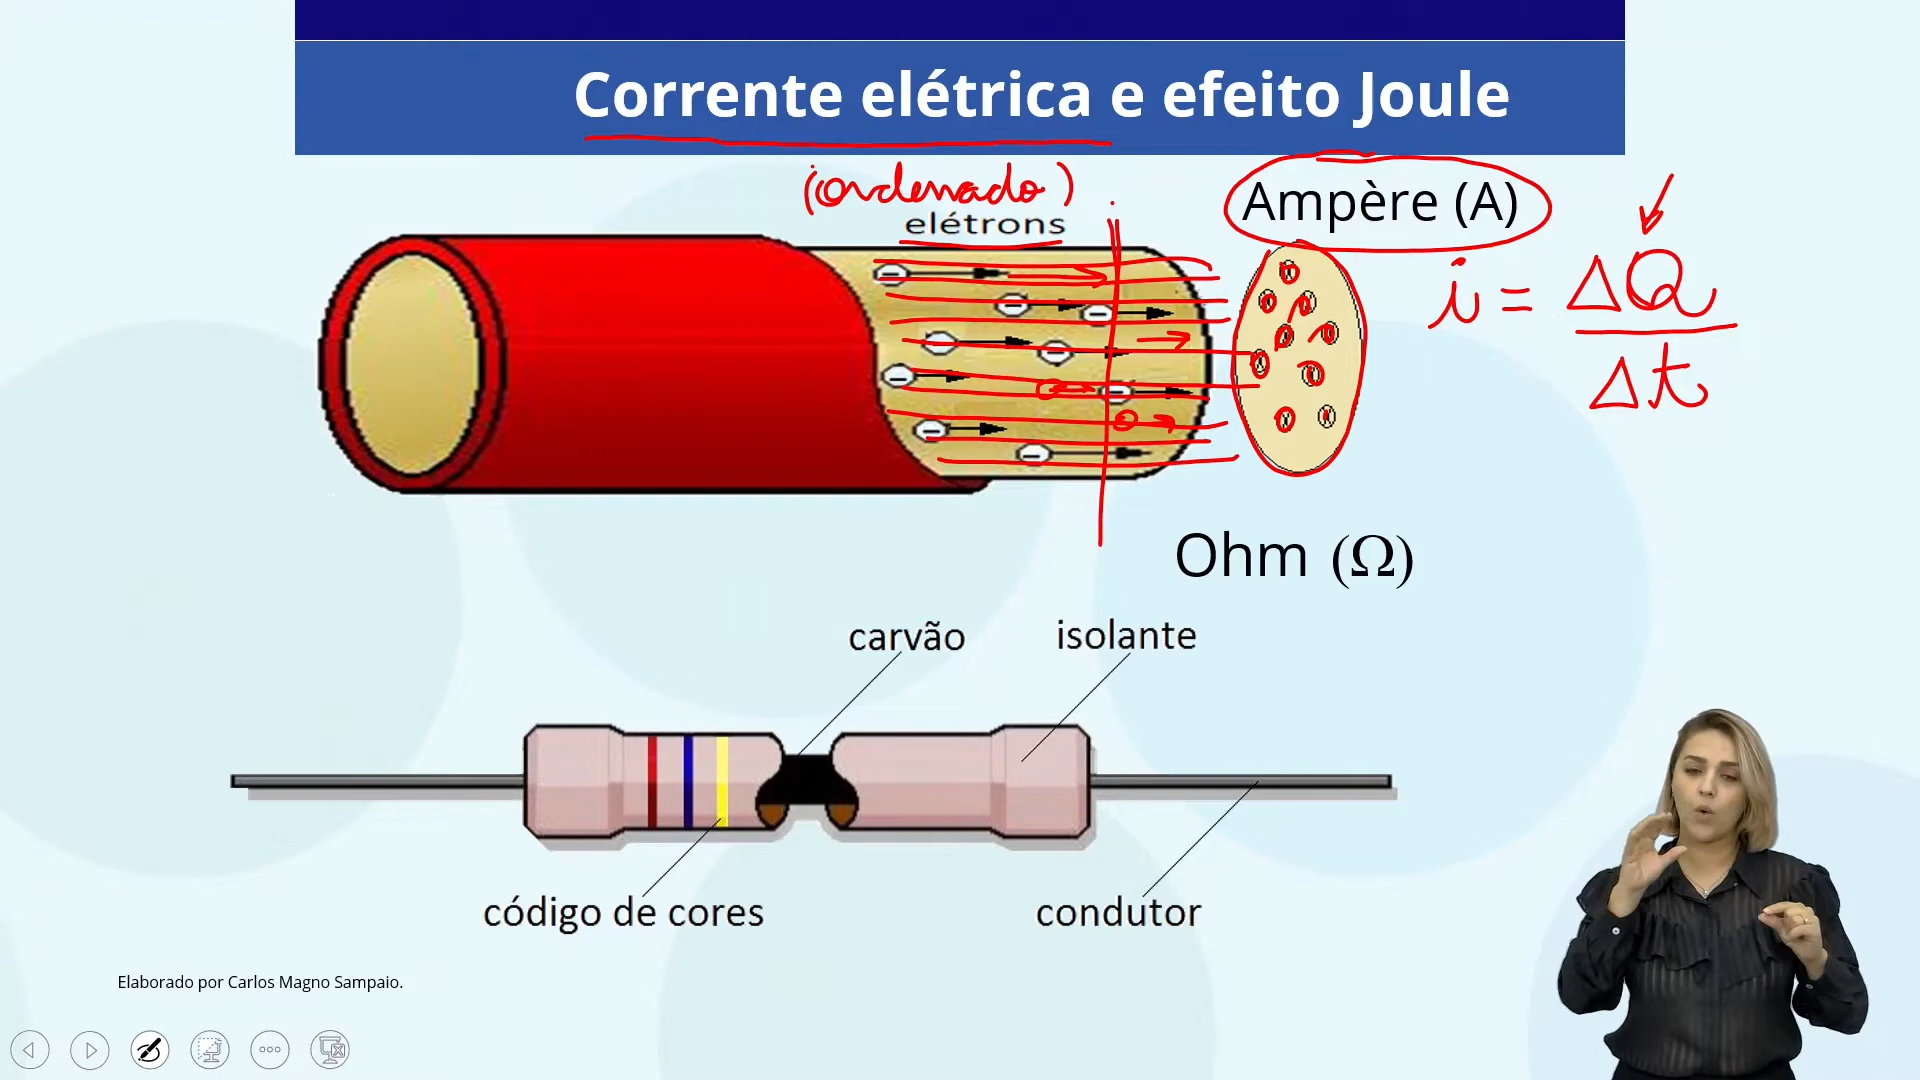 Corrente elétrica e efeito Joule
(ordenado)
elétrons
Ampère (A)
i = ΔQ
Δt
Ohm (Ω)
carvão
isolante
código de cores
condutor
Elaborado por Carlos Magno Sampaio.